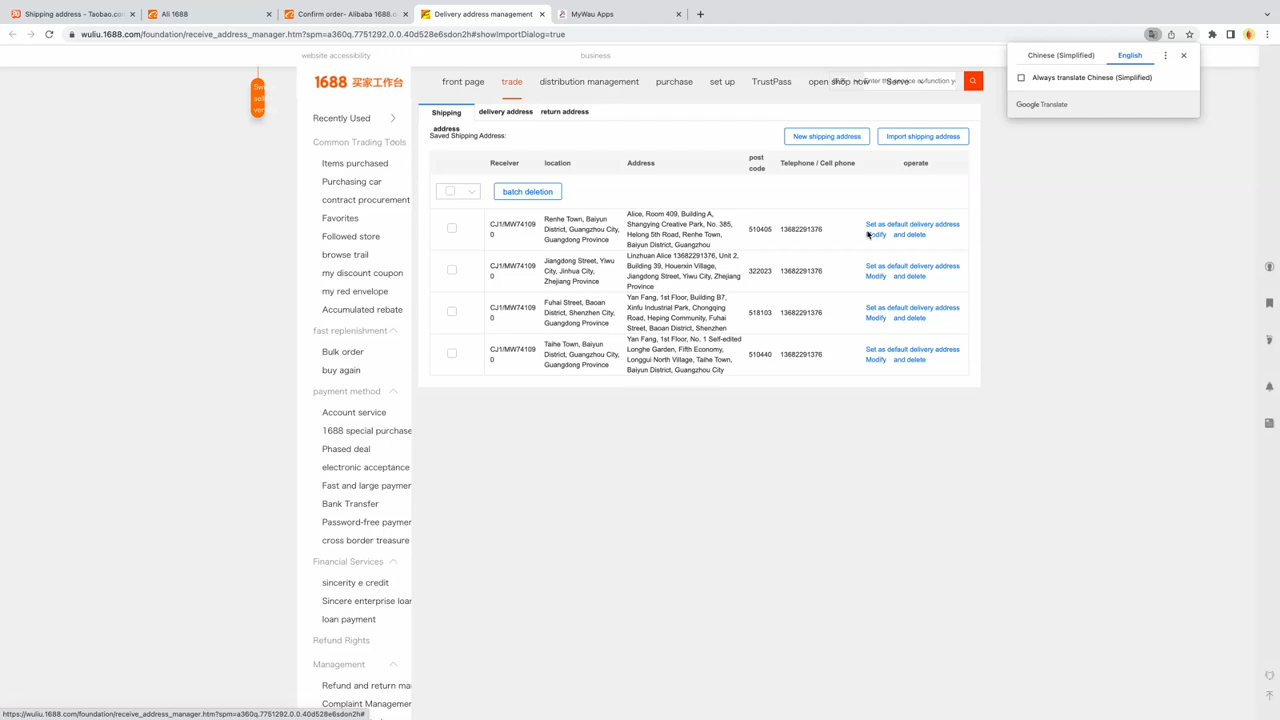 Shipping address - Taobao.com
Ali 1688
Confirm order- Alibaba 1688.c
Delivery address management
MyWau Apps
wuliu.1688.com/foundation/receive_address_manager.htm?spm=a360q.7751292.0.0.40d528e6sdon2h#showImportDialog=true
Chinese (Simplified)
English
Always translate Chinese (Simplified)
Google Translate
website accessibility
business
1688 买家工作台
front page
trade
distribution management
purchase
set up
TrustPass
open shop now
Serve
Enter the service or function y
Recently Used
Common Trading Tools
Items purchased
Purchasing car
contract procurement
Favorites
Followed store
browse trail
my discount coupon
my red envelope
Accumulated rebate
fast replenishment
Bulk order
buy again
payment method
Account service
1688 special purchase
Phased deal
electronic acceptance
Fast and large paymen
Bank Transfer
Password-free paymen
cross border treasure
Financial Services
sincerity e credit
Sincere enterprise loan
loan payment
Refund Rights
Management
Refund and return ma
Complaint Managemen
Shipping address
delivery address
return address
Saved Shipping Address:
New shipping address
Import shipping address
Receiver
location
Address
post code
Telephone / Cell phone
operate
batch deletion
CJ1/MW74109
0
Renhe Town, Baiyun
District, Guangzhou City,
Guangdong Province
Alice, Room 409, Building A,
Shangying Creative Park, No. 385,
Helong 5th Road, Renhe Town,
Baiyun District, Guangzhou
510405
13682291376
Set as default delivery address
Modify and delete
CJ1/MW74109
0
Jiangdong Street, Yiwu
City, Jinhua City,
Zhejiang Province
Linzhuan Alice 13682291376, Unit 2,
Building 39, Houerxin Village,
Jiangdong Street, Yiwu City, Zhejiang
Province
322023
13682291376
Set as default delivery address
Modify and delete
CJ1/MW74109
0
Fuhai Street, Baoan
District, Shenzhen City,
Guangdong Province
Yan Fang, 1st Floor, Building B7,
Xinfu Industrial Park, Chongqing
Road, Heping Community, Fuhai
Street, Baoan District, Shenzhen
518103
13682291376
Set as default delivery address
Modify and delete
CJ1/MW74109
0
Taihe Town, Baiyun
District, Guangzhou City,
Guangdong Province
Yan Fang, 1st Floor, No. 1 Self-edited
Longhe Garden, Fifth Economy,
Longgui North Village, Taihe Town,
Baiyun District, Guangzhou City
510440
13682291376
Set as default delivery address
Modify and delete
https://wuliu.1688.com/foundation/receive_address_manager.htm?spm=a360q.7751292.0.0.40d528e6sdon2h#